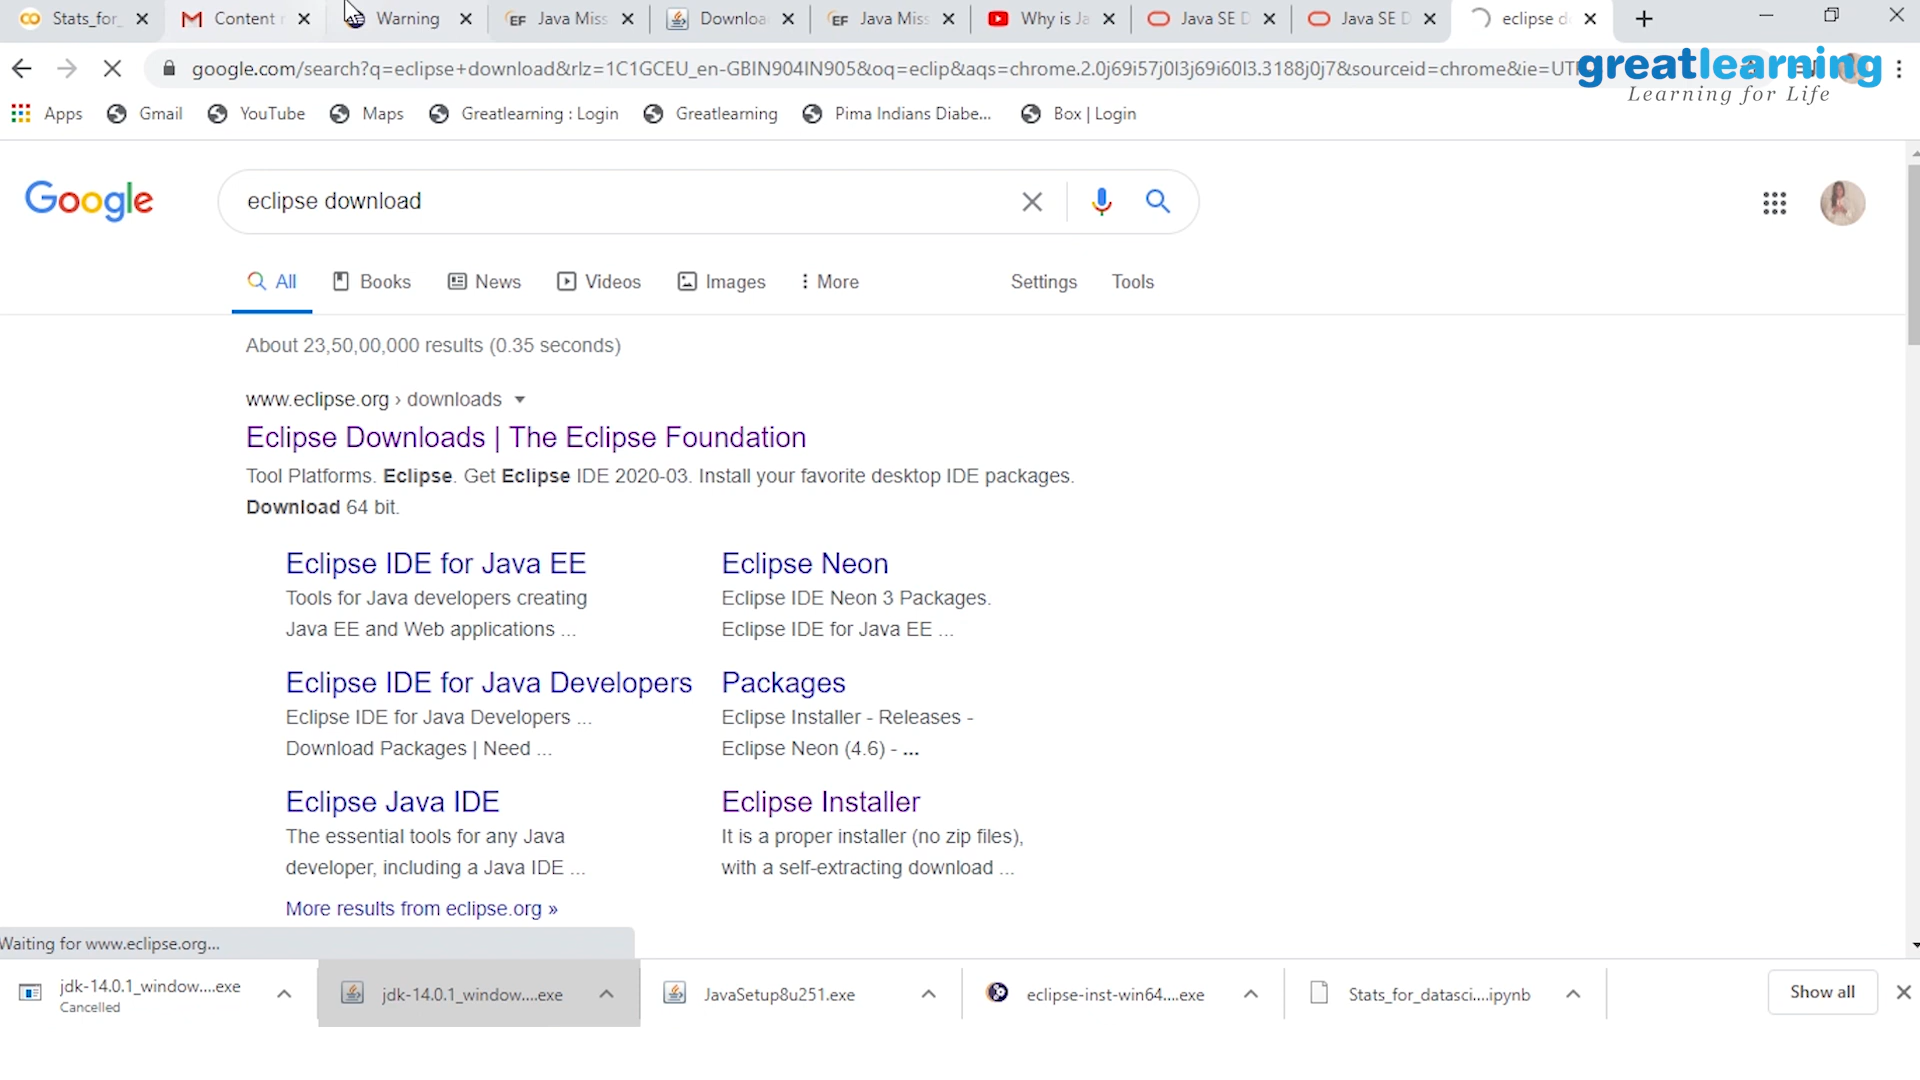 Stats_for_
Content
Warning
Java Miss
Download
Java Miss
Why is Ja
Java SE D
Java SE D
eclipse d
google.com/search?q=eclipse+download&rlz=1C1GCEU_en-GBIN904IN905&oq=eclip&aqs=chrome.2.0j69i57j0l3j69i60l3.3188j0j7&sourceid=chrome&ie=UT
greatlearning
Learning for Life
Apps
Gmail
YouTube
Maps
Greatlearning : Login
Greatlearning
Pima Indians Diabe...
Box | Login
Google
eclipse download
All
Books
News
Videos
Images
More
Settings
Tools
About 23,50,00,000 results (0.35 seconds)
www.eclipse.org › downloads
Eclipse Downloads | The Eclipse Foundation
Tool Platforms. Eclipse. Get Eclipse IDE 2020-03. Install your favorite desktop IDE packages.
Download 64 bit.
Eclipse IDE for Java EE
Tools for Java developers creating
Java EE and Web applications ...
Eclipse Neon
Eclipse IDE Neon 3 Packages.
Eclipse IDE for Java EE ...
Eclipse IDE for Java Developers
Eclipse IDE for Java Developers ...
Download Packages | Need ...
Packages
Eclipse Installer - Releases -
Eclipse Neon (4.6) - ...
Eclipse Java IDE
The essential tools for any Java
developer, including a Java IDE ...
Eclipse Installer
It is a proper installer (no zip files),
with a self-extracting download ...
More results from eclipse.org »
Waiting for www.eclipse.org...
jdk-14.0.1_window....exe
Cancelled
jdk-14.0.1_window....exe
JavaSetup8u251.exe
eclipse-inst-win64....exe
Stats_for_datasci....ipynb
Show all